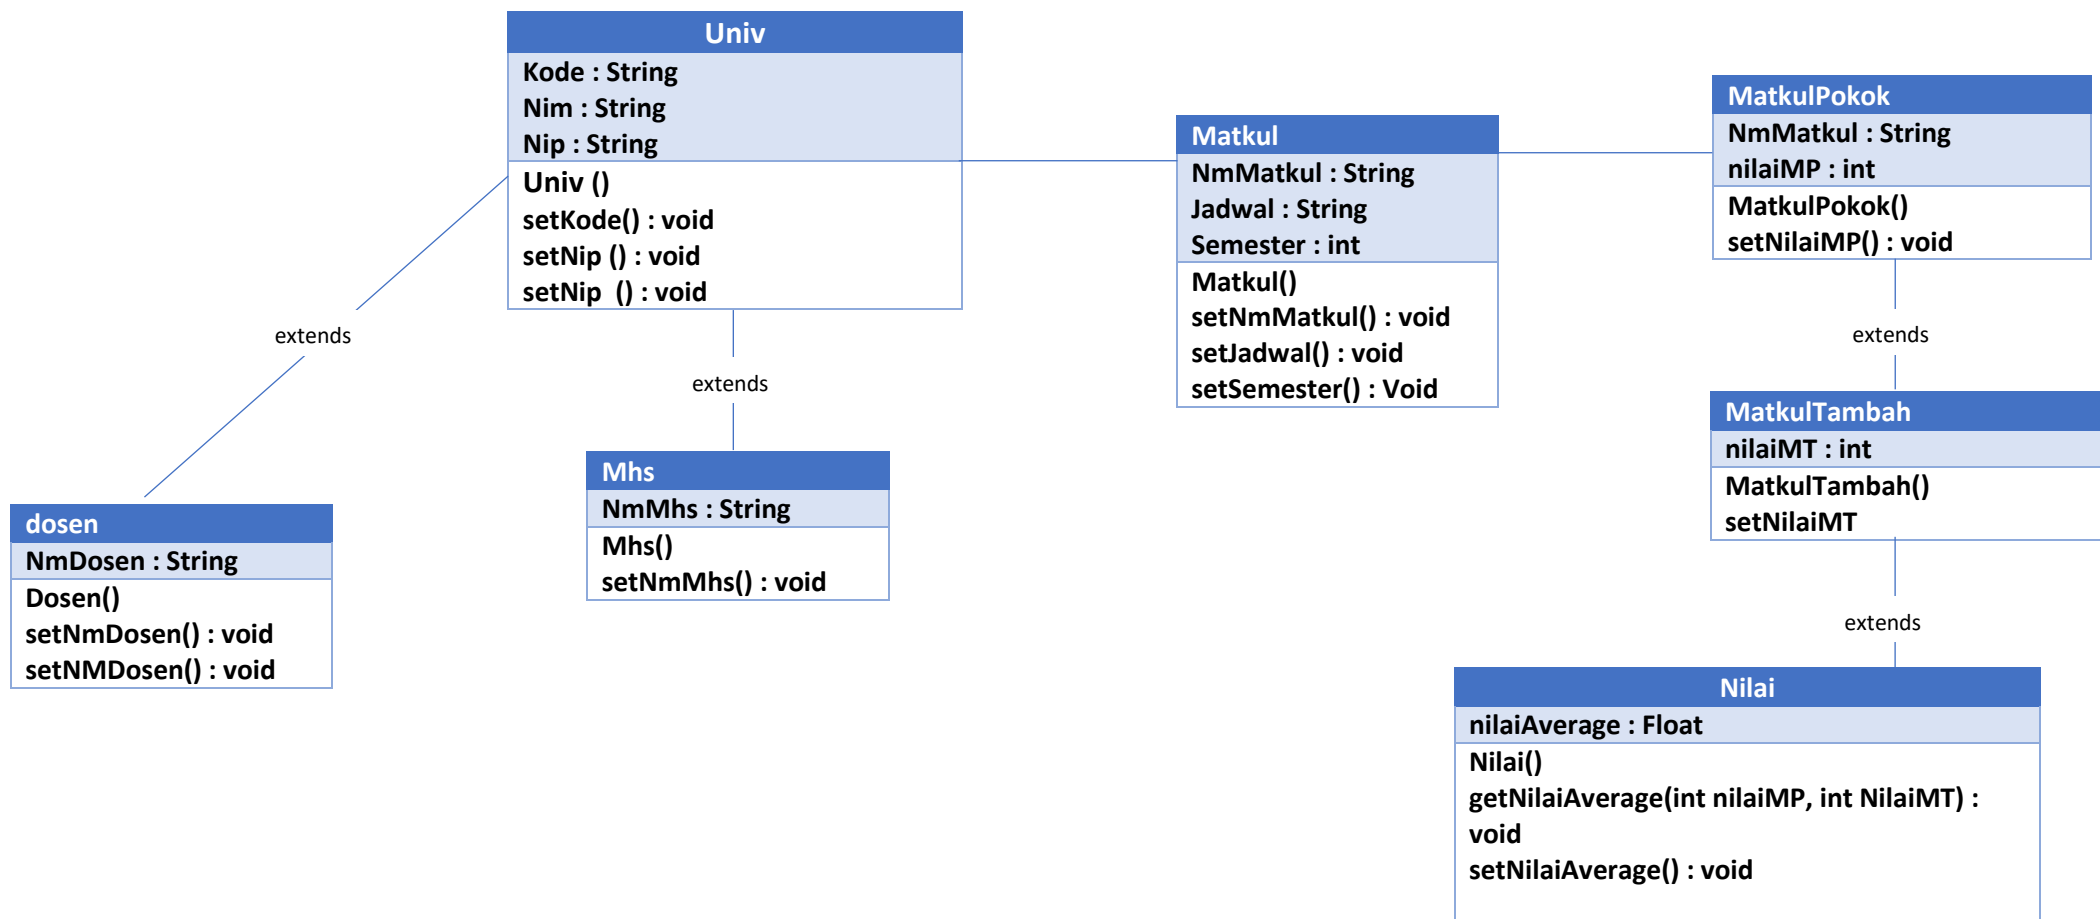 Univ
Kode : String
Nim : String
Nip : String
Univ ()
setKode() : void
setNip () : void
setNip  () : void
extends
extends
dosen
NmDosen : String
Dosen()
setNmDosen() : void
setNMDosen() : void
Mhs
NmMhs : String
Mhs()
setNmMhs() : void
Matkul
NmMatkul : String
Jadwal : String
Semester : int
Matkul()
setNmMatkul() : void
setJadwal() : void
setSemester() : Void
MatkulPokok
NmMatkul : String
nilaiMP : int
MatkulPokok()
setNilaiMP() : void
extends
MatkulTambah
nilaiMT : int
MatkulTambah()
setNilaiMT
extends
Nilai
nilaiAverage : Float
Nilai()
getNilaiAverage(int nilaiMP, int NilaiMT) :
void
setNilaiAverage() : void